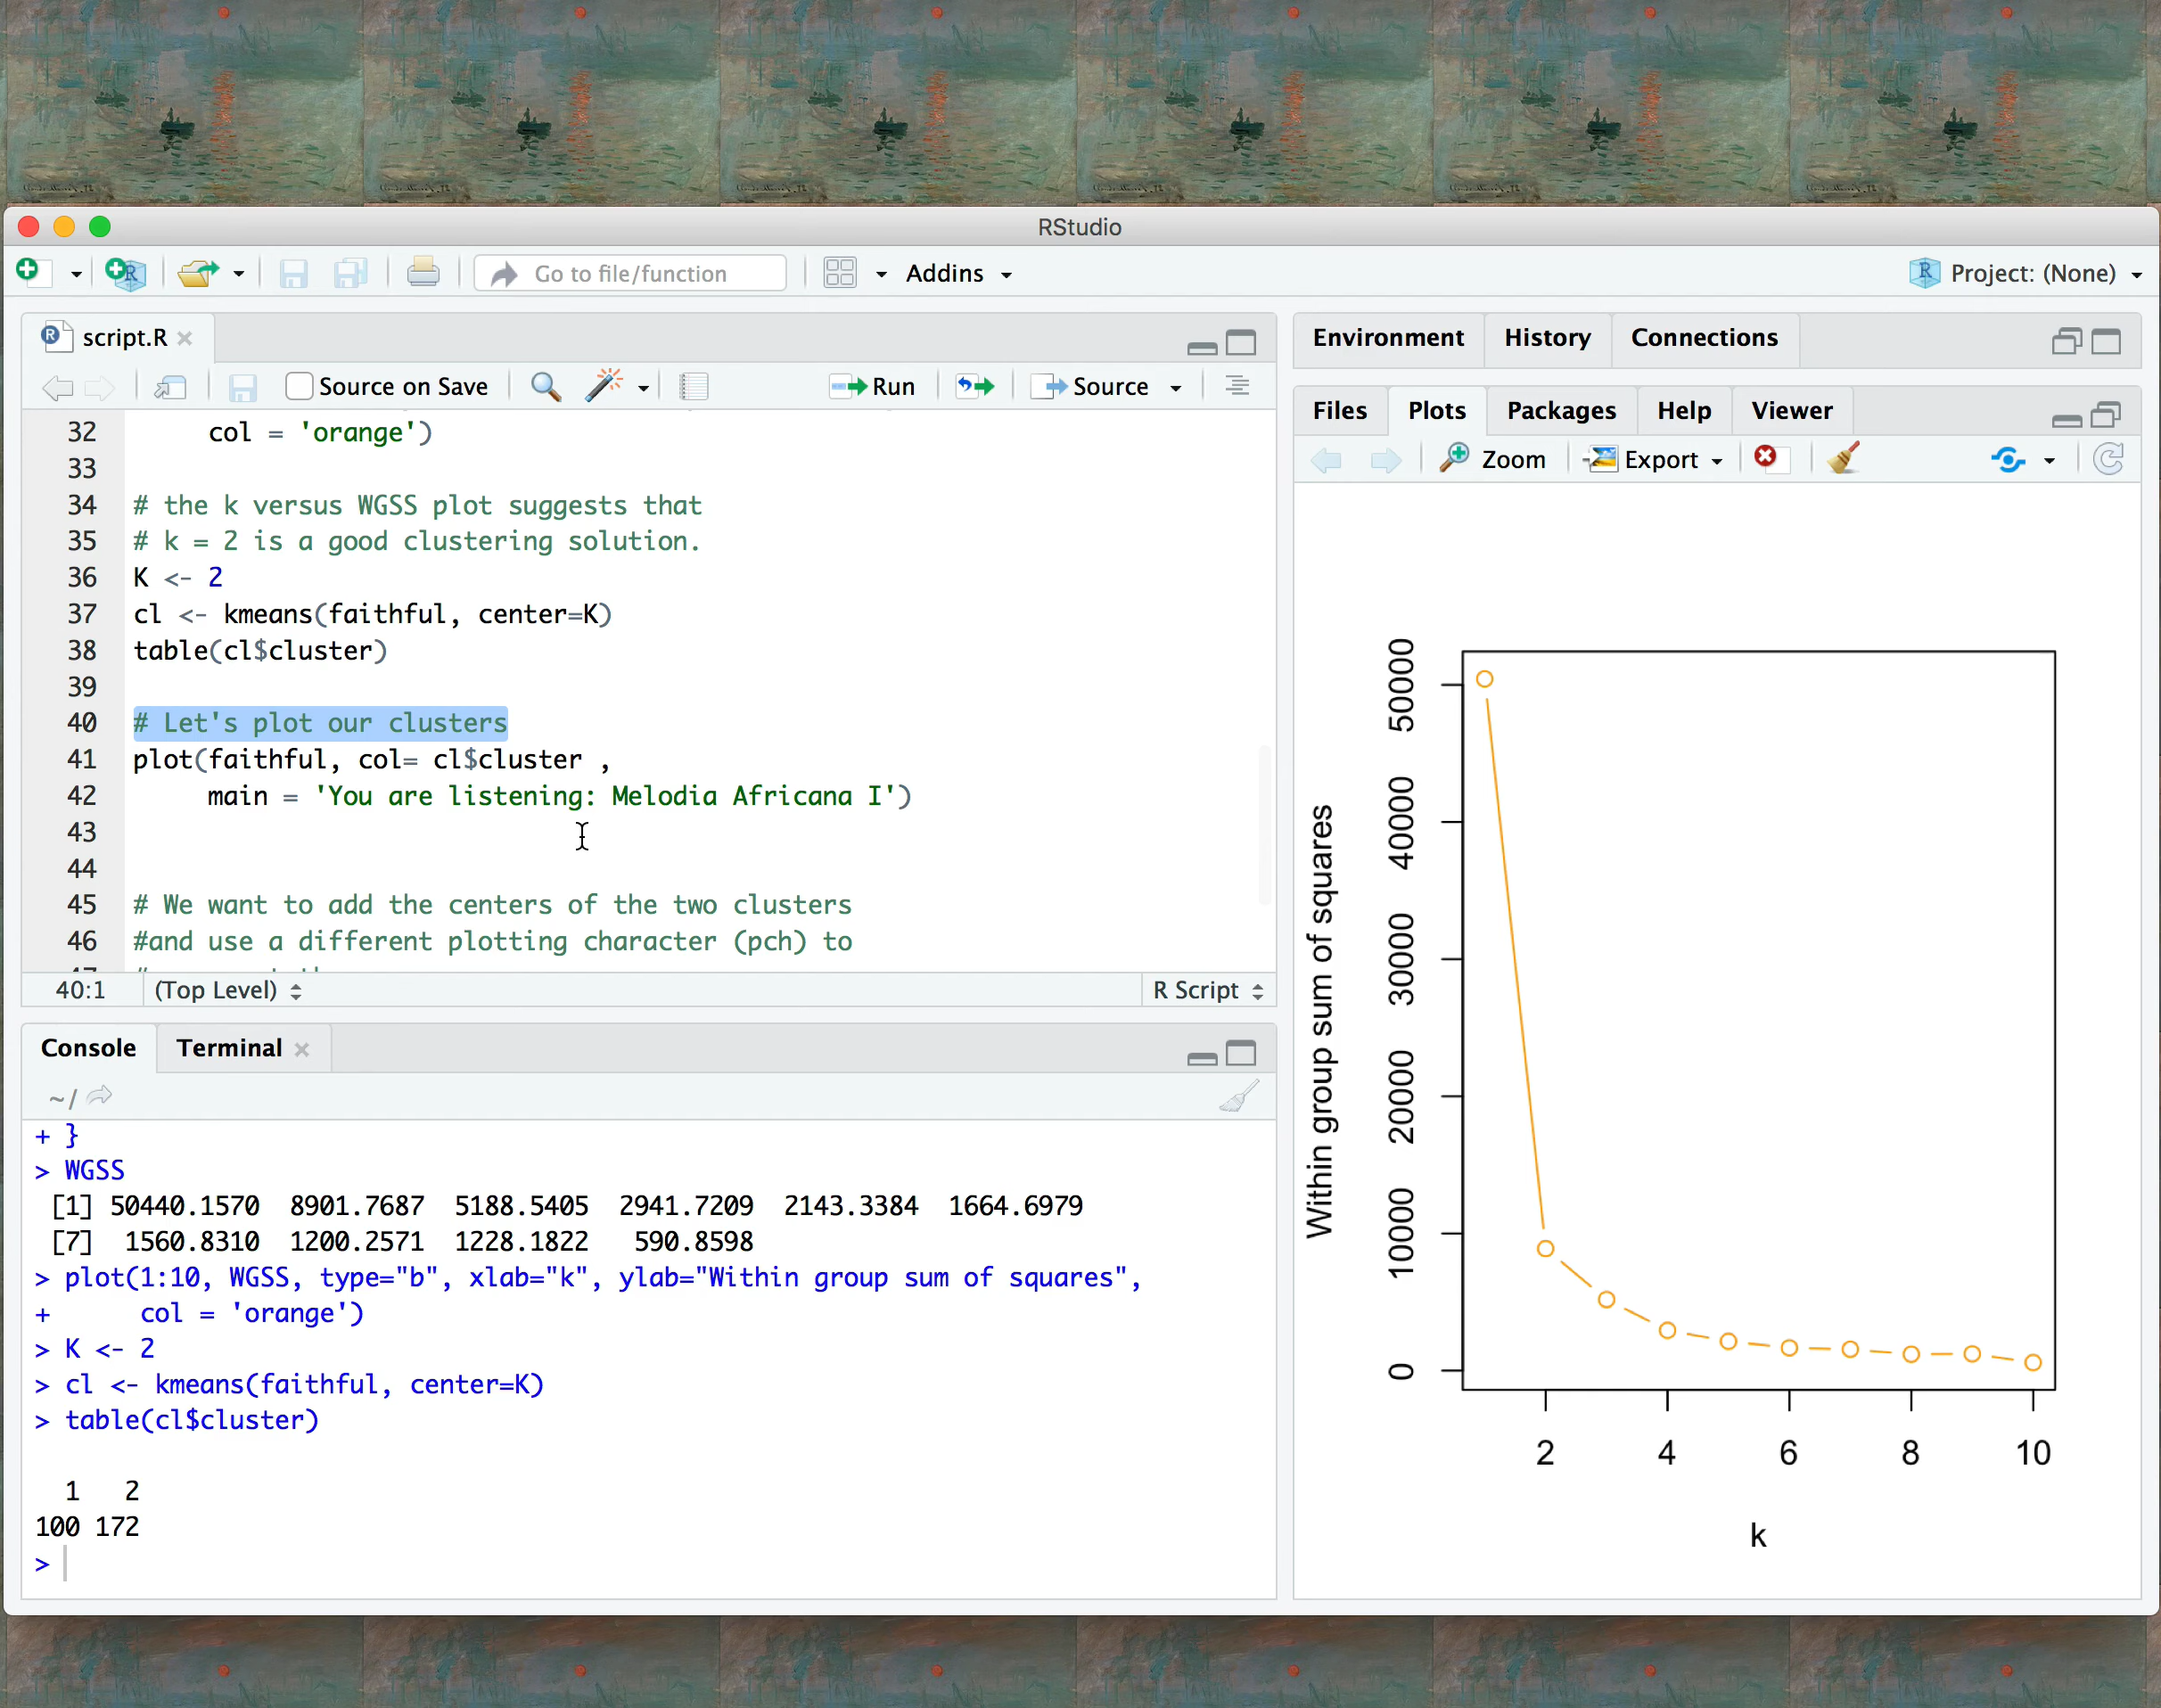 RStudio
Go to file/function
Addins
Project: (None)
script.R
Source on Save
Run
Source
32 col = 'orange')
33
34 # the k versus WGSS plot suggests that
35 # k = 2 is a good clustering solution.
36 K <- 2
37 cl <- kmeans(faithful, center=K)
38 table(cl$cluster)
39
40 # Let's plot our clusters
41 plot(faithful, col= cl$cluster ,
42 main = 'You are listening: Melodia Africana I')
43
44
45 # We want to add the centers of the two clusters
46 #and use a different plotting character (pch) to
40:1 (Top Level) R Script
Console Terminal
~/
+ }
> WGSS
[1] 50440.1570 8901.7687 5188.5405 2941.7209 2143.3384 1664.6979
[7] 1560.8310 1200.2571 1228.1822 590.8598
> plot(1:10, WGSS, type="b", xlab="k", ylab="Within group sum of squares",
+ col = 'orange')
> K <- 2
> cl <- kmeans(faithful, center=K)
> table(cl$cluster)
1 2
100 172
>
Environment History Connections
Files Plots Packages Help Viewer
Zoom Export
Within group sum of squares
50000
40000
30000
20000
10000
0
2 4 6 8 10
k